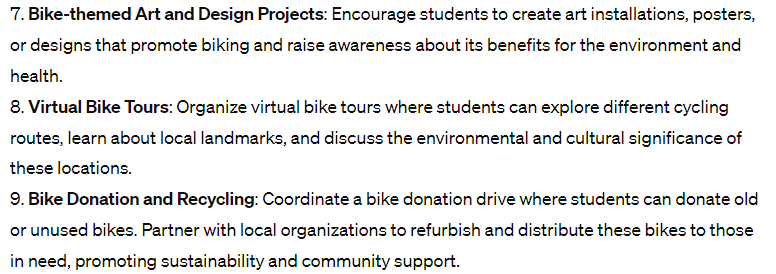 7. Bike-themed Art and Design Projects: Encourage students to create art installations, posters,
or designs that promote biking and raise awareness about its benefits for the environment and
health.
8. Virtual Bike Tours: Organize virtual bike tours where students can explore different cycling
routes, learn about local landmarks, and discuss the environmental and cultural significance of
these locations.
9. Bike Donation and Recycling: Coordinate a bike donation drive where students can donate old
or unused bikes. Partner with local organizations to refurbish and distribute these bikes to those
in need, promoting sustainability and community support.